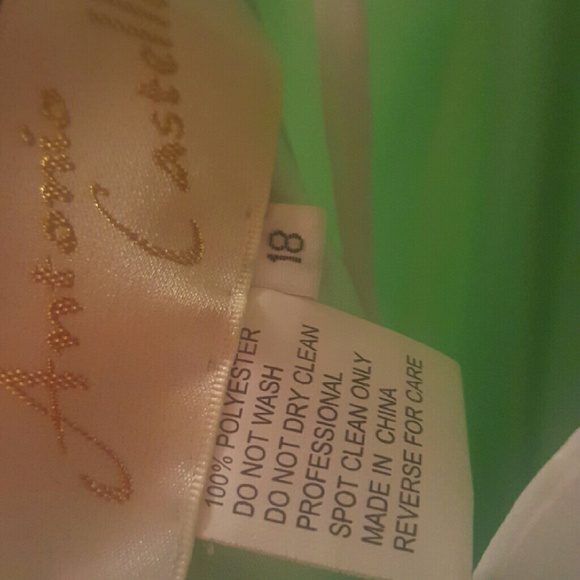 Antonio
Castell
18
100% POLYESTER
DO NOT WASH
DO NOT DRY CLEAN
PROFESSIONAL
SPOT CLEAN ONLY
MADE IN CHINA
REVERSE FOR CARE